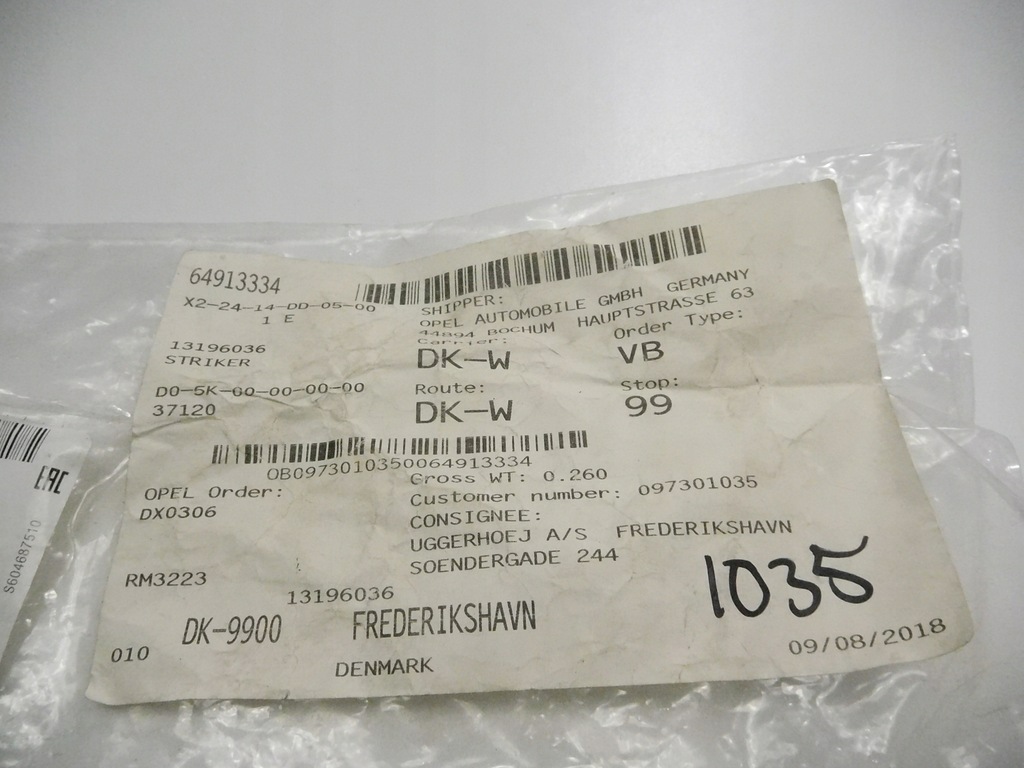 64913334
X2-24-14-DD-05-00
1 E
SHIPPER:
OPEL AUTOMOBILE GMBH GERMANY
44894 BOCHUM HAUPTSTRASSE 63
Carrier:
Order Type:
13196036
STRIKER
DK-W
VB
D0-5K-00-00-00-00
37120
Route:
Stop:
DK-W
99
OB0973010350064913334
OPEL Order:
DX0306
Gross WT: 0.260
Customer number: 097301035
CONSIGNEE:
UGGERHOEJ A/S FREDERIKSHAVN
SOENDERGADE 244
RM3223
13196036
1035
DK-9900 FREDERIKSHAVN
010
DENMARK
09/08/2018
EAC
S604687510